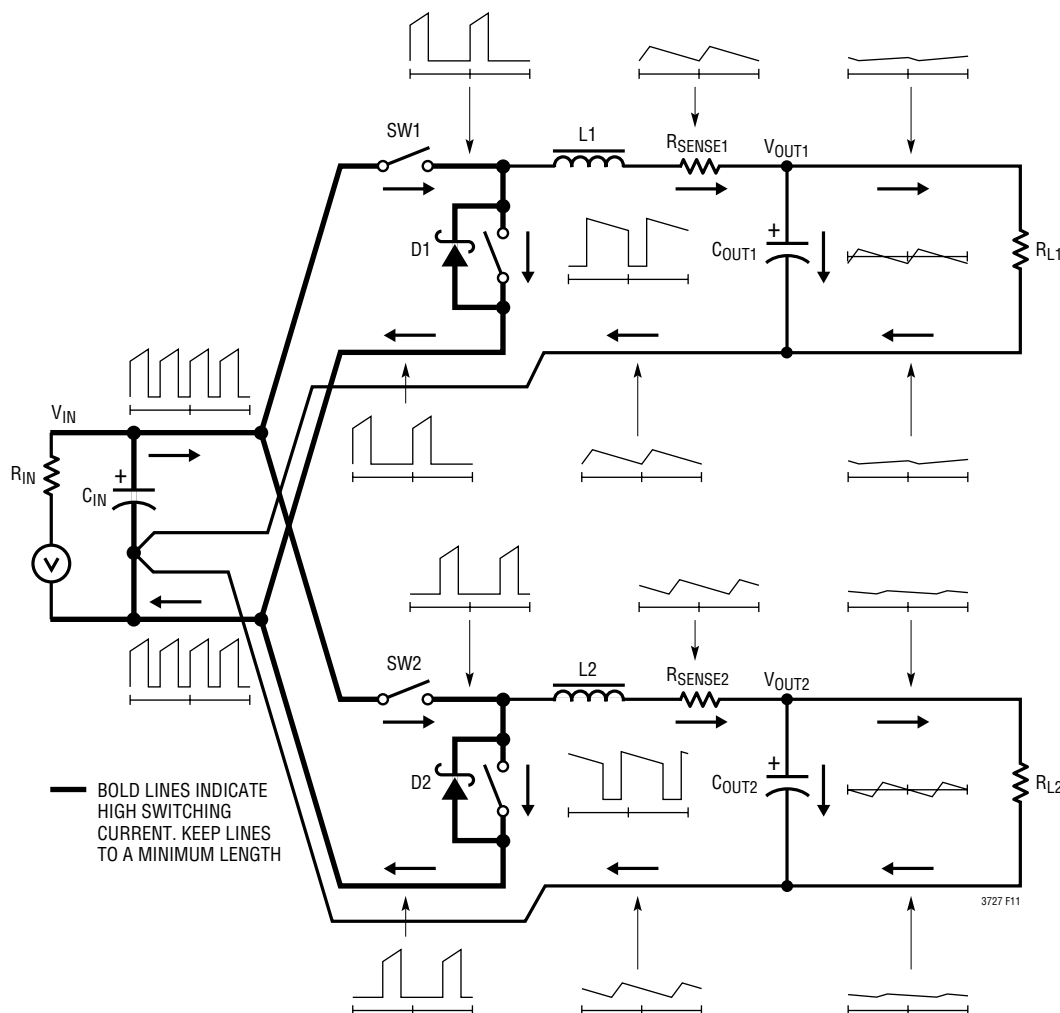 SW1
L1
RSENSE1
VOUT1
D1
COUT1
+
RL1
VIN
RIN
CIN
+
V
SW2
L2
RSENSE2
VOUT2
D2
COUT2
+
RL2
BOLD LINES INDICATE
HIGH SWITCHING
CURRENT. KEEP LINES
TO A MINIMUM LENGTH
3727 F11